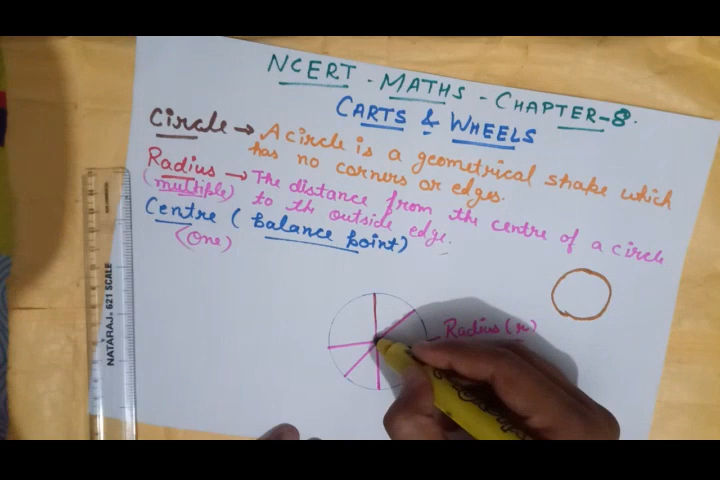 NCERT - MATHS - CHAPTER-8.
CARTS & WHEELS
Circle → A circle is a geometrical shape which
has no corners or edges.
Radius → The distance from the centre of a circle
(multiple) to the outside edge.
Centre (balance point)
(One)
Radius (r)
NATARAJ 621 SCALE